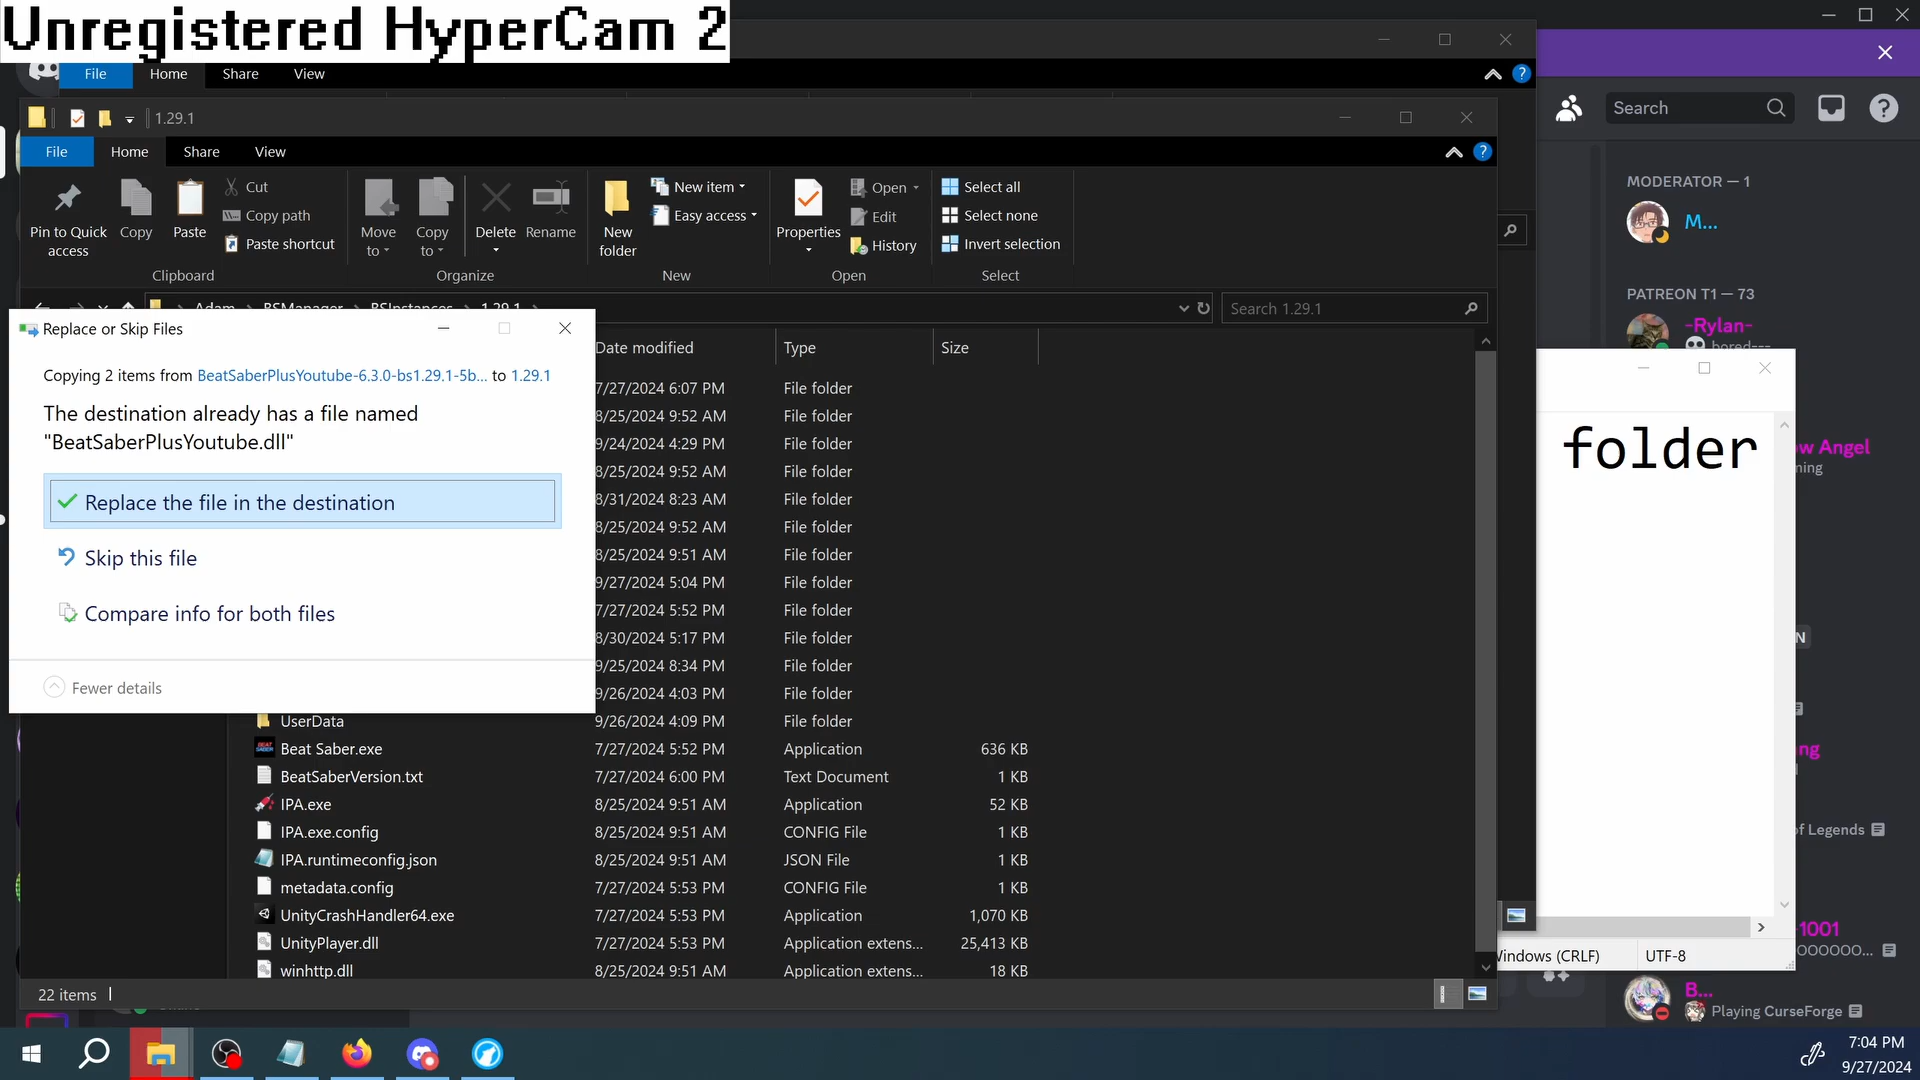 Unregistered HyperCam 2
File
Home
Share
View
1.29.1
File
Home
Share
View
Pin to Quick access
Copy
Paste
Cut
Copy path
Paste shortcut
Clipboard
Move to
Copy to
Delete
Rename
Organize
New folder
New item
Easy access
New
Properties
Open
Edit
History
Open
Select all
Select none
Invert selection
Select
Adam
BSManager
BSInstances
1.29.1
Search 1.29.1
Replace or Skip Files
Copying 2 items from BeatSaberPlusYoutube-6.3.0-bs1.29.1-5b... to 1.29.1
The destination already has a file named
"BeatSaberPlusYoutube.dll"
Replace the file in the destination
Skip this file
Compare info for both files
Fewer details
Date modified Type Size
7/27/2024 6:07 PM File folder
8/25/2024 9:52 AM File folder
9/24/2024 4:29 PM File folder
8/25/2024 9:52 AM File folder
8/31/2024 8:23 AM File folder
8/25/2024 9:52 AM File folder
8/25/2024 9:51 AM File folder
9/27/2024 5:04 PM File folder
7/27/2024 5:52 PM File folder
8/30/2024 5:17 PM File folder
9/25/2024 8:34 PM File folder
9/26/2024 4:03 PM File folder
UserData 9/26/2024 4:09 PM File folder
Beat Saber.exe 7/27/2024 5:52 PM Application 636 KB
BeatSaberVersion.txt 7/27/2024 6:00 PM Text Document 1 KB
IPA.exe 8/25/2024 9:51 AM Application 52 KB
IPA.exe.config 8/25/2024 9:51 AM CONFIG File 1 KB
IPA.runtimeconfig.json 8/25/2024 9:51 AM JSON File 1 KB
metadata.config 7/27/2024 5:53 PM CONFIG File 1 KB
UnityCrashHandler64.exe 7/27/2024 5:53 PM Application 1,070 KB
UnityPlayer.dll 7/27/2024 5:53 PM Application extens... 25,413 KB
winhttp.dll 8/25/2024 9:51 AM Application extens... 18 KB
22 items
Search
MODERATOR — 1
M...
PATREON T1 — 73
-Rylan-
bored---
folder
w Angel
ning
N
ng
of Legends
1001
OOOOOO...
Windows (CRLF)
UTF-8
B...
Playing CurseForge
7:04 PM
9/27/2024